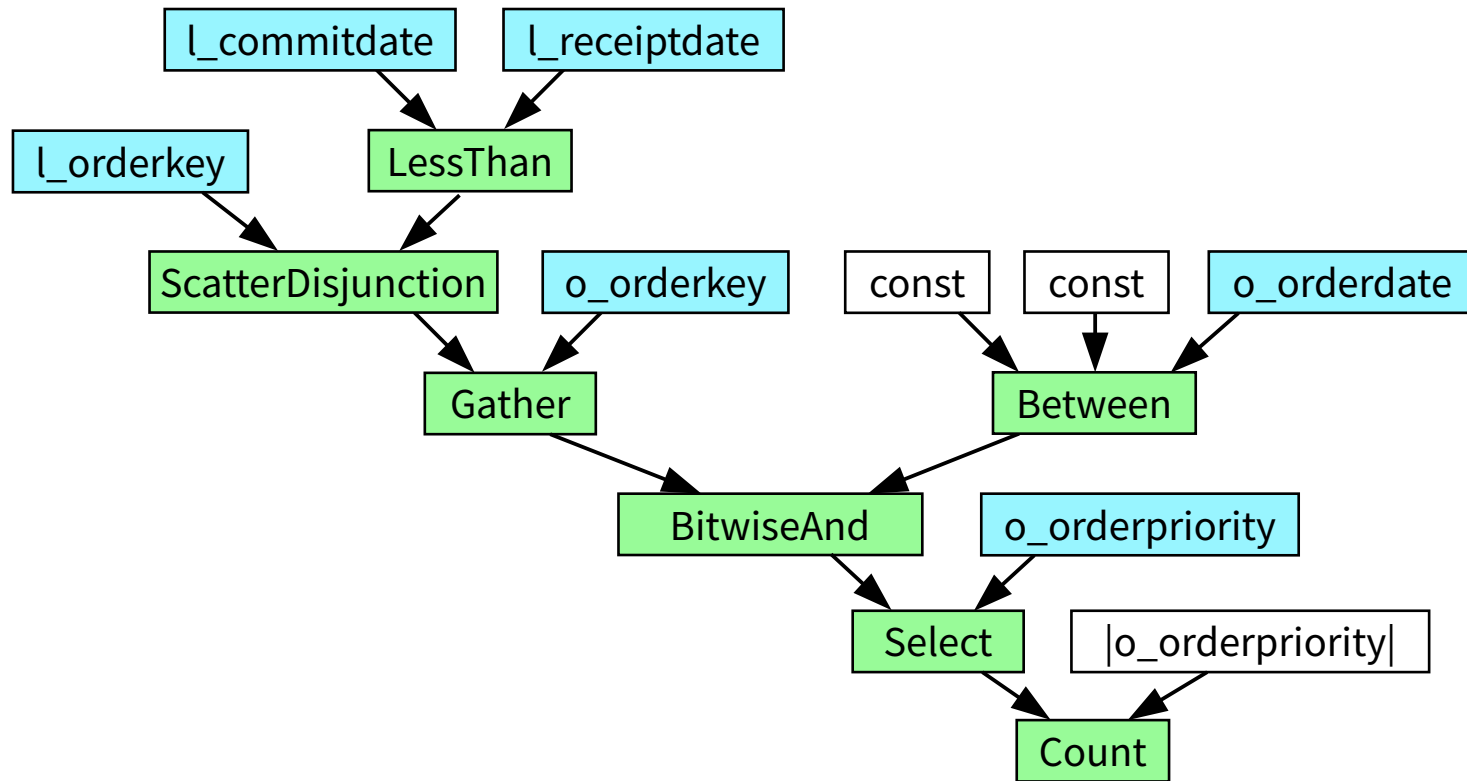 l_commitdate
l_receiptdate
l_orderkey
LessThan
ScatterDisjunction
o_orderkey
const
const
o_orderdate
Gather
Between
BitwiseAnd
o_orderpriority
Select
|o_orderpriority|
Count